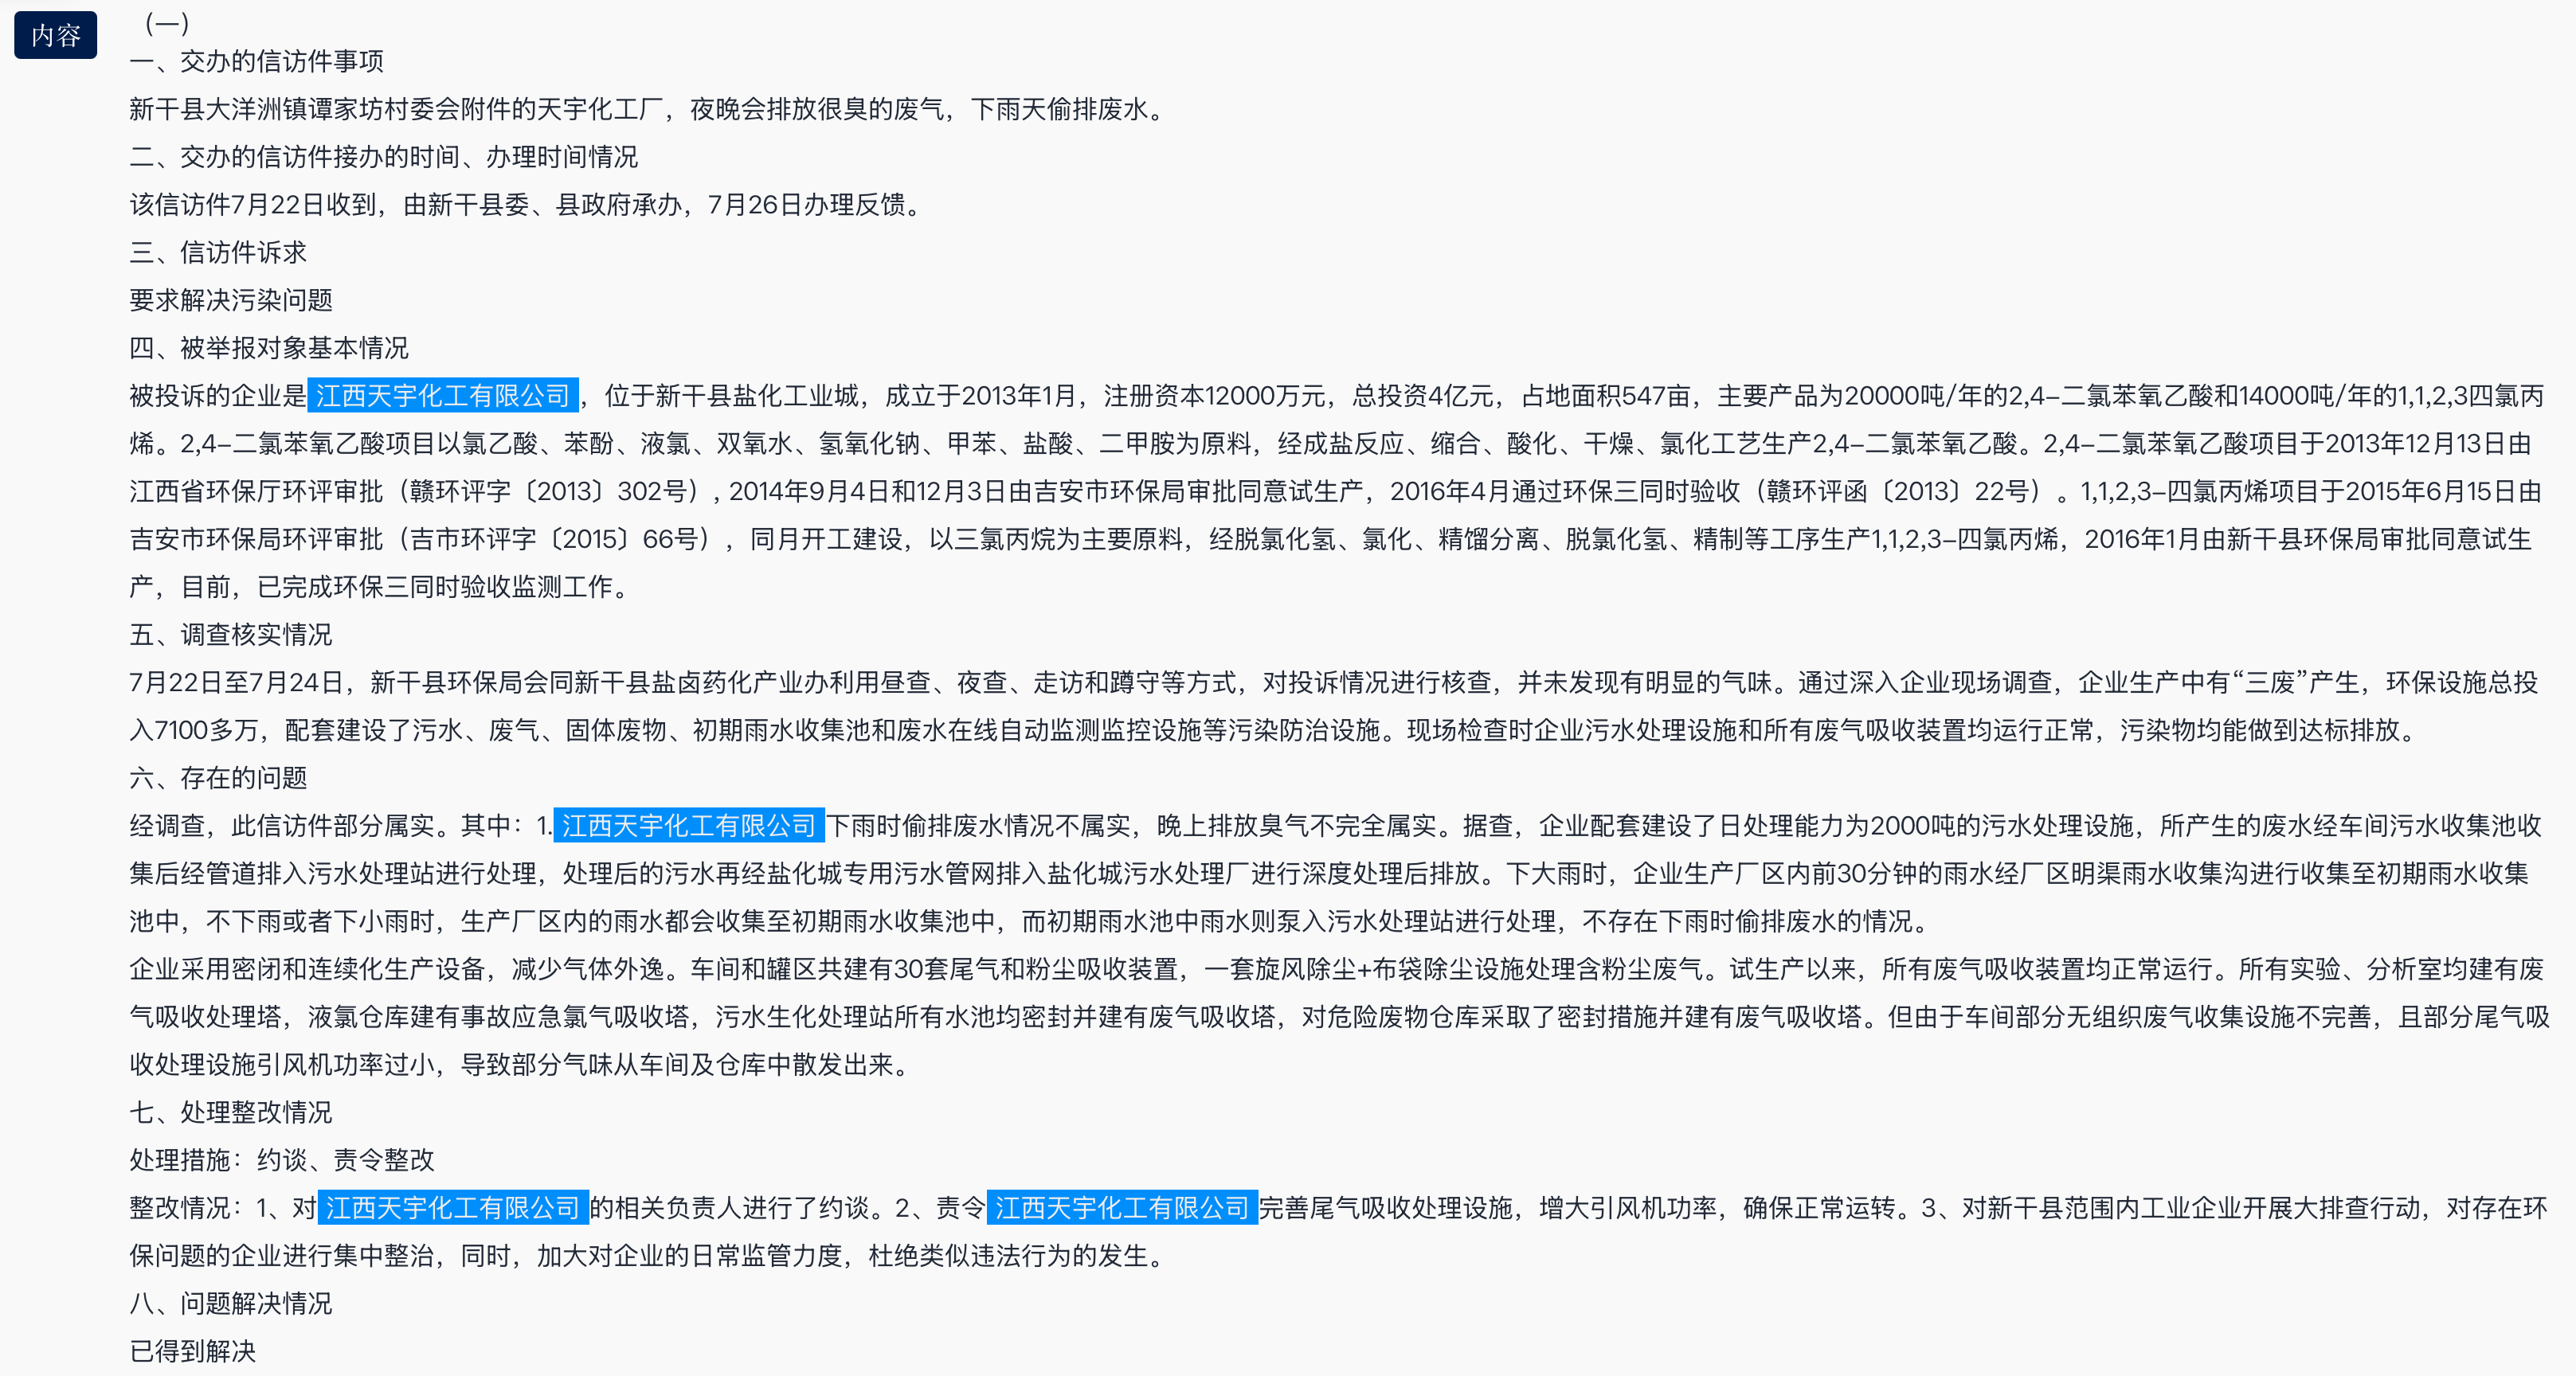 内容
（一）
一、交办的信访件事项
新干县大洋洲镇谭家坊村委会附件的天宇化工厂，夜晚会排放很臭的废气，下雨天偷排废水。
二、交办的信访件接办的时间、办理时间情况
该信访件7月22日收到，由新干县委、县政府承办，7月26日办理反馈。
三、信访件诉求
要求解决污染问题
四、被举报对象基本情况
被投诉的企业是 江西天宇化工有限公司 ，位于新干县盐化工业城，成立于2013年1月，注册资本12000万元，总投资4亿元，占地面积547亩，主要产品为20000吨/年的2,4-二氯苯氧乙酸和14000吨/年的1,1,2,3四氯丙
烯。2,4-二氯苯氧乙酸项目以氯乙酸、苯酚、液氯、双氧水、氢氧化钠、甲苯、盐酸、二甲胺为原料，经成盐反应、缩合、酸化、干燥、氯化工艺生产2,4-二氯苯氧乙酸。2,4-二氯苯氧乙酸项目于2013年12月13日由
江西省环保厅环评审批（赣环评字〔2013〕302号）, 2014年9月4日和12月3日由吉安市环保局审批同意试生产，2016年4月通过环保三同时验收（赣环评函〔2013〕22号）。1,1,2,3-四氯丙烯项目于2015年6月15日由
吉安市环保局环评审批（吉市环评字〔2015〕66号），同月开工建设，以三氯丙烷为主要原料，经脱氯化氢、氯化、精馏分离、脱氯化氢、精制等工序生产1,1,2,3-四氯丙烯，2016年1月由新干县环保局审批同意试生
产，目前，已完成环保三同时验收监测工作。
五、调查核实情况
7月22日至7月24日，新干县环保局会同新干县盐卤药化产业办利用昼查、夜查、走访和蹲守等方式，对投诉情况进行核查，并未发现有明显的气味。通过深入企业现场调查，企业生产中有“三废”产生，环保设施总投
入7100多万，配套建设了污水、废气、固体废物、初期雨水收集池和废水在线自动监测监控设施等污染防治设施。现场检查时企业污水处理设施和所有废气吸收装置均运行正常，污染物均能做到达标排放。
六、存在的问题
经调查，此信访件部分属实。其中：1. 江西天宇化工有限公司 下雨时偷排废水情况不属实，晚上排放臭气不完全属实。据查，企业配套建设了日处理能力为2000吨的污水处理设施，所产生的废水经车间污水收集池收
集后经管道排入污水处理站进行处理，处理后的污水再经盐化城专用污水管网排入盐化城污水处理厂进行深度处理后排放。下大雨时，企业生产厂区内前30分钟的雨水经厂区明渠雨水收集沟进行收集至初期雨水收集
池中，不下雨或者下小雨时，生产厂区内的雨水都会收集至初期雨水收集池中，而初期雨水池中雨水则泵入污水处理站进行处理，不存在下雨时偷排废水的情况。
企业采用密闭和连续化生产设备，减少气体外逸。车间和罐区共建有30套尾气和粉尘吸收装置，一套旋风除尘+布袋除尘设施处理含粉尘废气。试生产以来，所有废气吸收装置均正常运行。所有实验、分析室均建有废
气吸收处理塔，液氯仓库建有事故应急氯气吸收塔，污水生化处理站所有水池均密封并建有废气吸收塔，对危险废物仓库采取了密封措施并建有废气吸收塔。但由于车间部分无组织废气收集设施不完善，且部分尾气吸
收处理设施引风机功率过小，导致部分气味从车间及仓库中散发出来。
七、处理整改情况
处理措施：约谈、责令整改
整改情况：1、对 江西天宇化工有限公司 的相关负责人进行了约谈。2、责令 江西天宇化工有限公司 完善尾气吸收处理设施，增大引风机功率，确保正常运转。3、对新干县范围内工业企业开展大排查行动，对存在环
保问题的企业进行集中整治，同时，加大对企业的日常监管力度，杜绝类似违法行为的发生。
八、问题解决情况
已得到解决